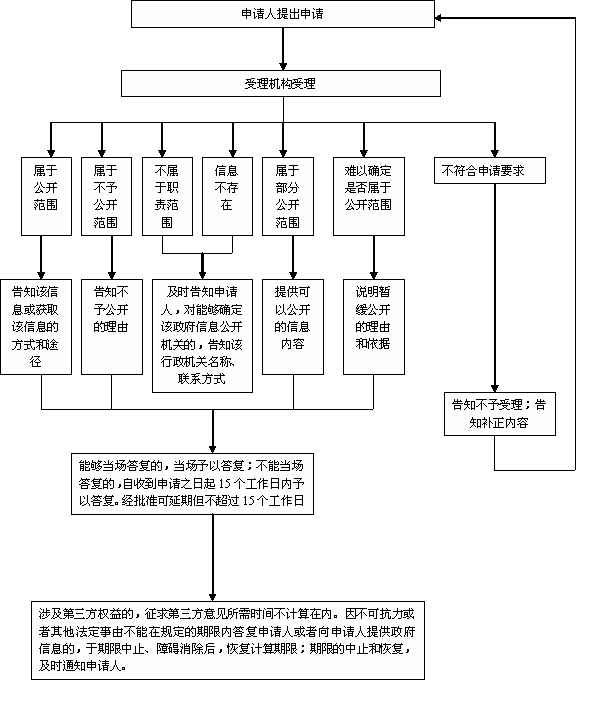 申请人提出申请
受理机构受理
属于
公开
范围
属于
不予
公开
范围
不属
于职
责范
围
信息
不存
在
属于
部分
公开
范围
难以确定
是否属于
公开范围
不符合申请要求
告知该信
息或获取
该信息的
方式和途
径
告知不
予公开
的理由
及时告知申请
人，对能够确定
该政府信息公开
机关的，告知该
行政机关名称、
联系方式
提供可
以公开
的信息
内容
说明暂
缓公开
的理由
和依据
告知不予受理；告
知补正内容
能够当场答复的，当场予以答复；不能当场
答复的，自收到申请之日起 15 个工作日内予
以答复。经批准可延期但不超过 15 个工作日
涉及第三方权益的，征求第三方意见所需时间不计算在内。因不可抗力或
者其他法定事由不能在规定的期限内答复申请人或者向申请人提供政府
信息的，于期限中止、障碍消除后，恢复计算期限；期限的中止和恢复，
及时通知申请人。